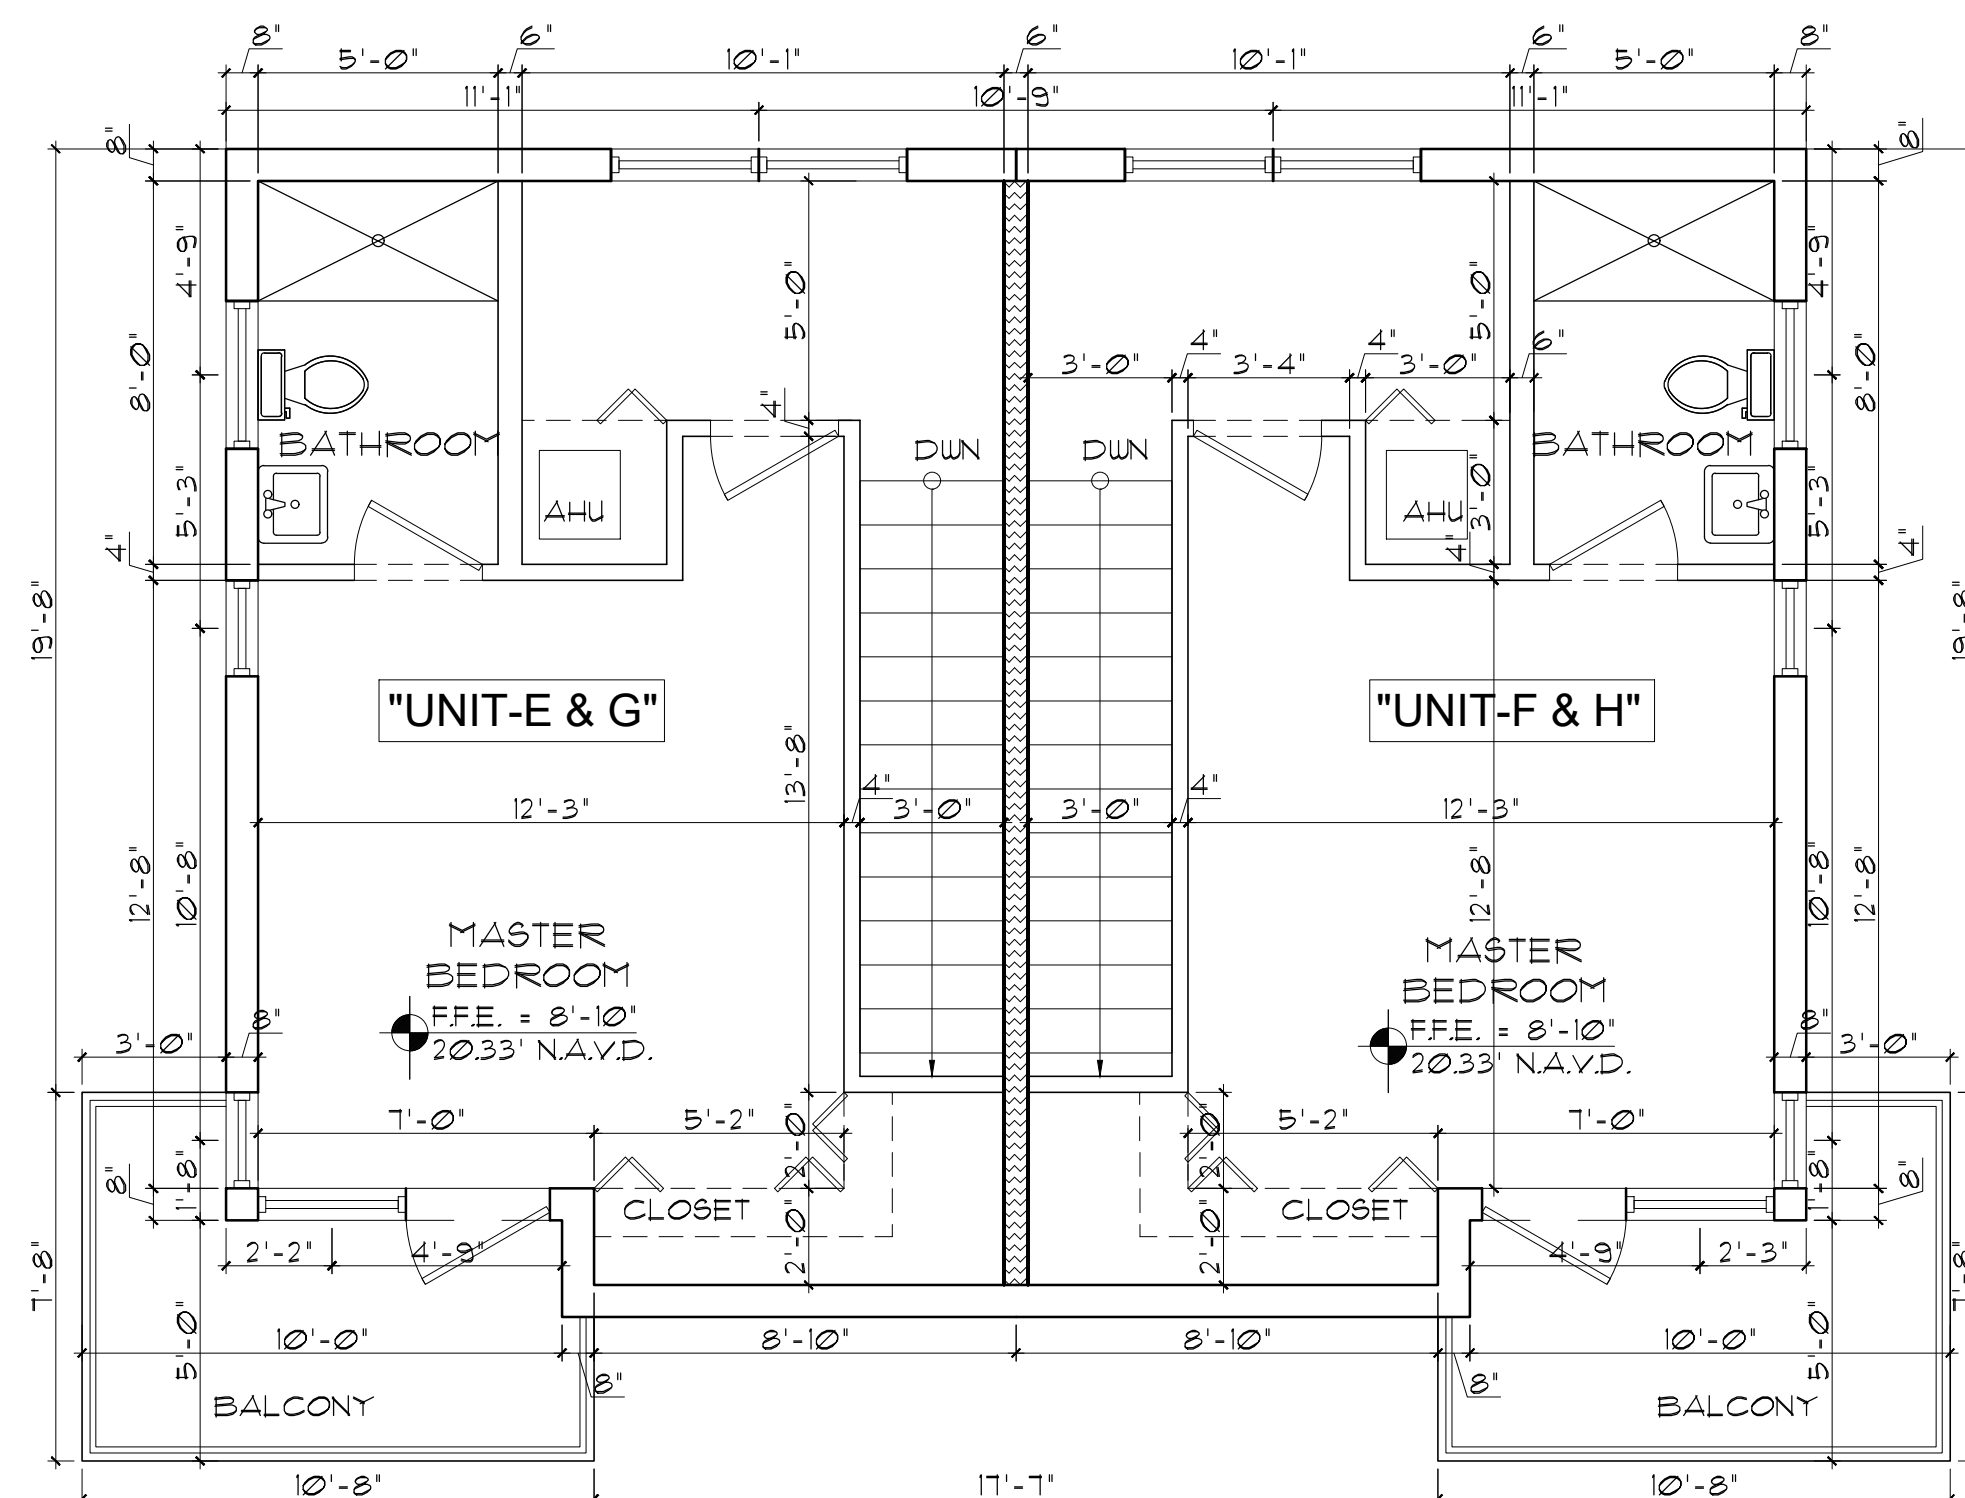 8" 5'-0" 6" 10'-1" 6" 10'-1" 6" 5'-0" 8"
11'-1" 10'-9" 11'-1"
8" 8"
4'-9" 4'-9"
5'-0" 5'-0"
8'-0" 8'-0"
4" 4" 6"
3'-0" 3'-4" 3'-0"
4"
BATHROOM DWN DWN BATHROOM
5'-3" 3'-0" 5'-3"
AHU AHU
4" 4" 4"
19'-8" 19'-8"
"UNIT-E & G" "UNIT-F & H"
13'-8"
4" 4"
12'-3" 3'-0" 3'-0" 12'-3"
12'-8" 10'-8" 12'-8" 10'-8" 12'-8"
MASTER
BEDROOM
F.F.E. = 8'-10"
20.33' N.A.V.D.
MASTER
BEDROOM
F.F.E. = 8'-10"
20.33' N.A.V.D.
3'-0" 8" 8" 3'-0"
7'-0" 5'-2" 2'-0" 2'-0" 5'-2" 7'-0"
8" 1'-8" 1'-8" 8"
CLOSET CLOSET
2'-2" 4'-9" 2'-0" 2'-0" 4'-9" 2'-3"
7'-8" 7'-8"
5'-0" 5'-0"
10'-0" 8'-10" 8'-10" 10'-0"
8" 8"
BALCONY BALCONY
10'-8" 17'-7" 10'-8"